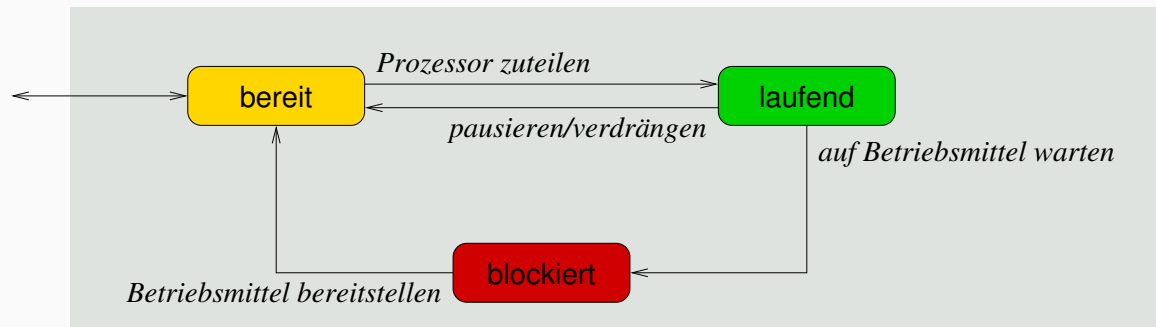 Prozessor zuteilen
bereit
laufend
pausieren/verdrängen
auf Betriebsmittel warten
blockiert
Betriebsmittel bereitstellen